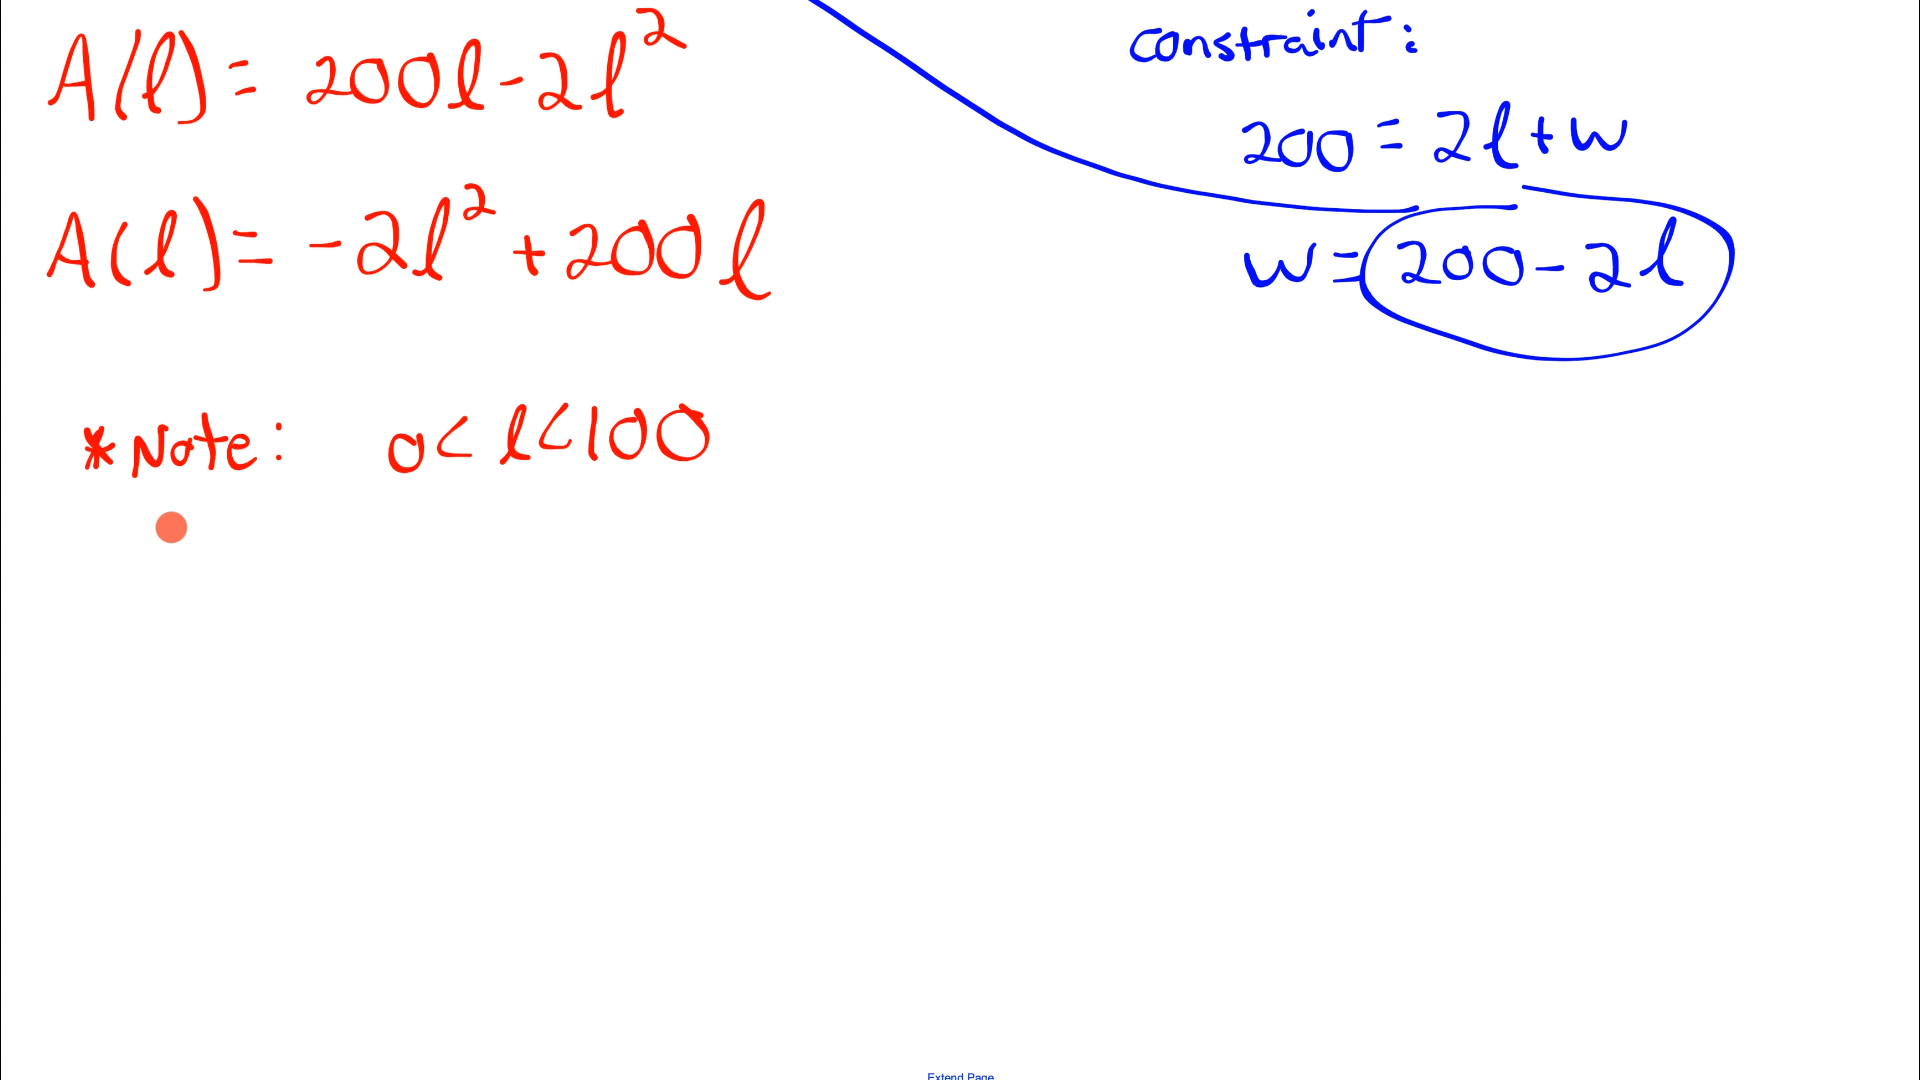 A(l) = 200l - 2l²
A(l) = -2l² + 200l
*Note: 0 < l < 100
constraint:
200 = 2l + w
w = 200 - 2l
Extend Page